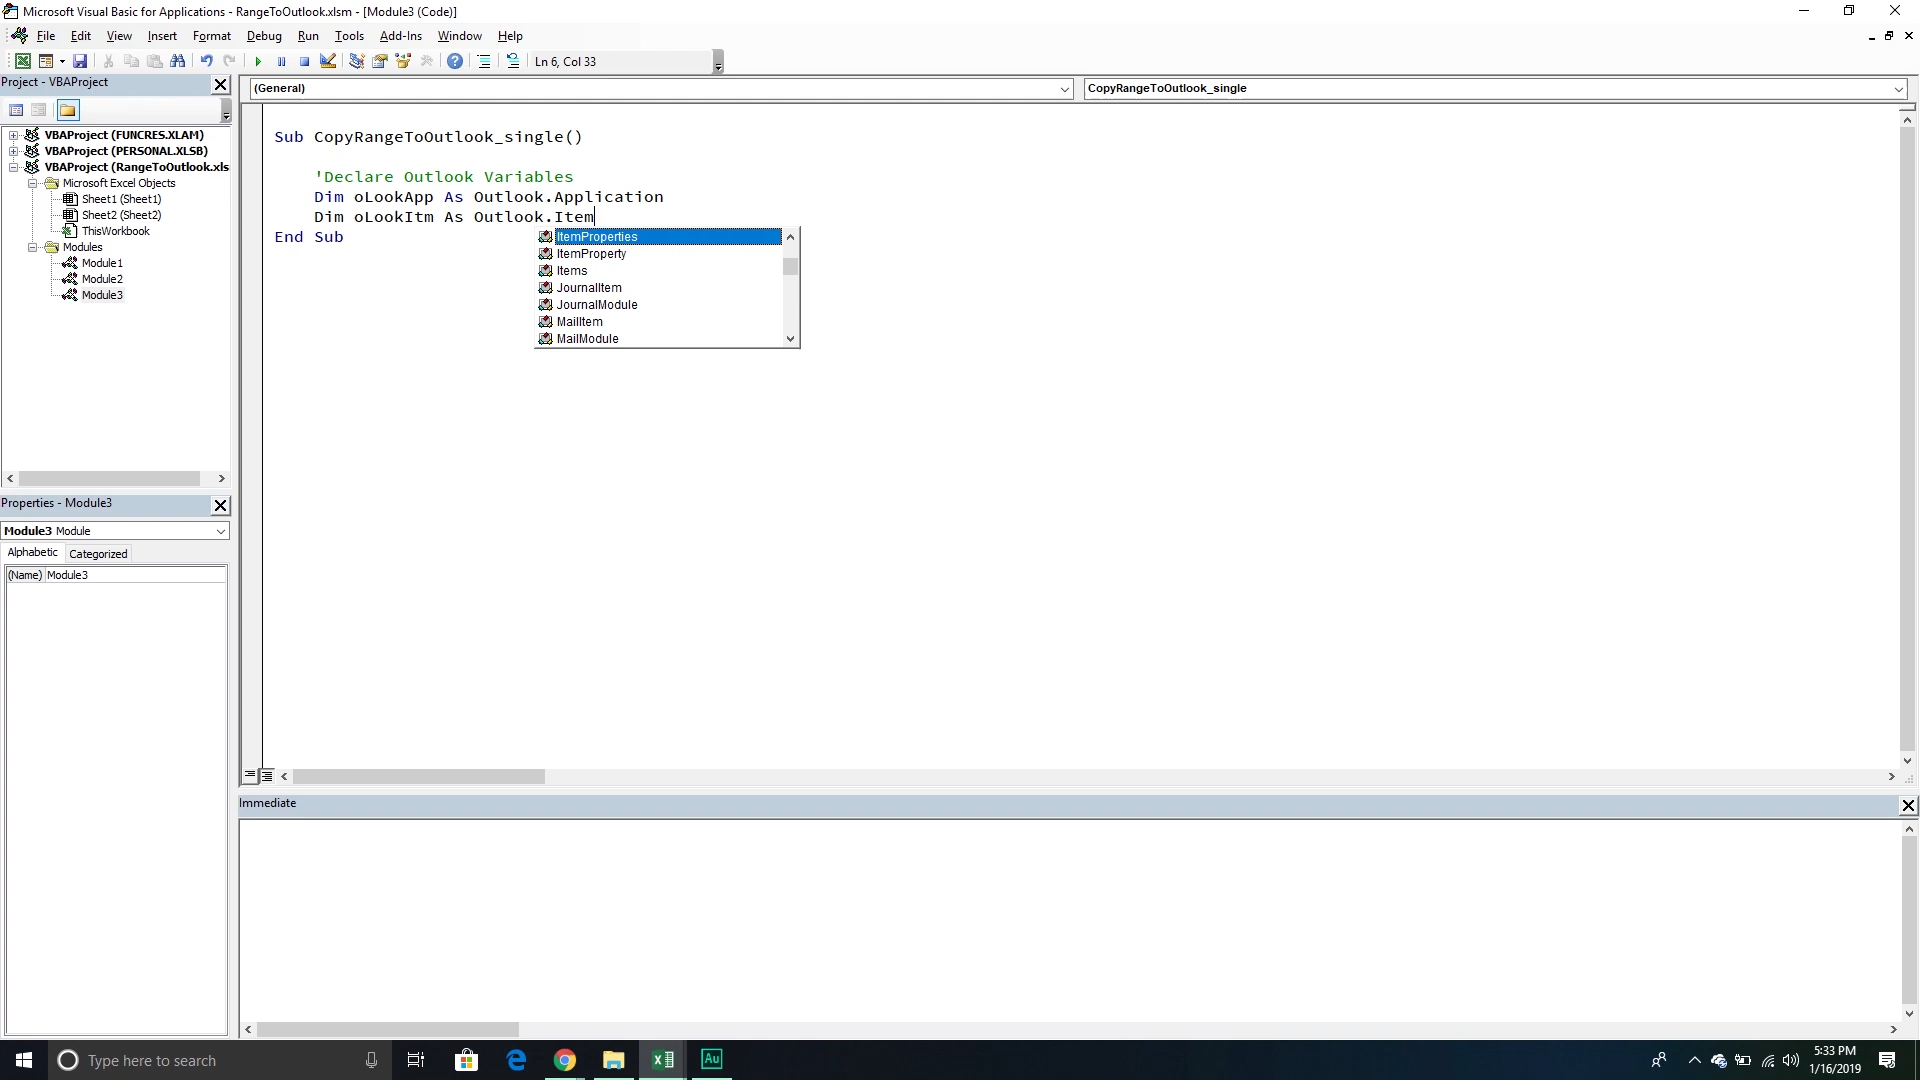 Microsoft Visual Basic for Applications - RangeToOutlook.xlsm - [Module3 (Code)]
File Edit View Insert Format Debug Run Tools Add-Ins Window Help
Ln 6, Col 33
Project - VBAProject
(General)
CopyRangeToOutlook_single
VBAProject (FUNCRES.XLAM)
VBAProject (PERSONAL.XLSB)
VBAProject (RangeToOutlook.xls
Microsoft Excel Objects
Sheet1 (Sheet1)
Sheet2 (Sheet2)
ThisWorkbook
Modules
Module1
Module2
Module3
Sub CopyRangeToOutlook_single()
'Declare Outlook Variables
Dim oLookApp As Outlook.Application
Dim oLookItm As Outlook.Item
End Sub
ItemProperties
ItemProperty
Items
JournalItem
JournalModule
MailItem
MailModule
Properties - Module3
Module3 Module
Alphabetic Categorized
(Name) Module3
Immediate
Type here to search
Au
5:33 PM
1/16/2019